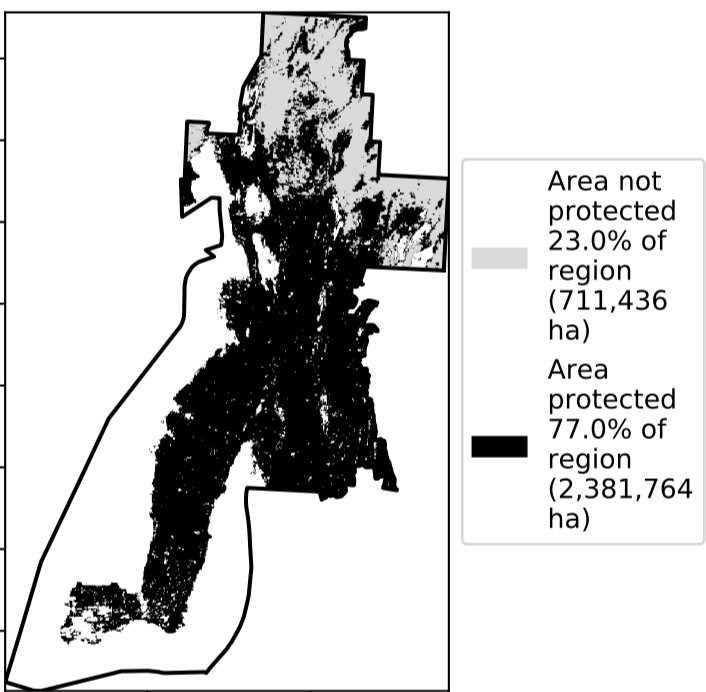 Area not
protected
23.0% of
region
(711,436
ha)
Area
protected
77.0% of
region
(2,381,764
ha)